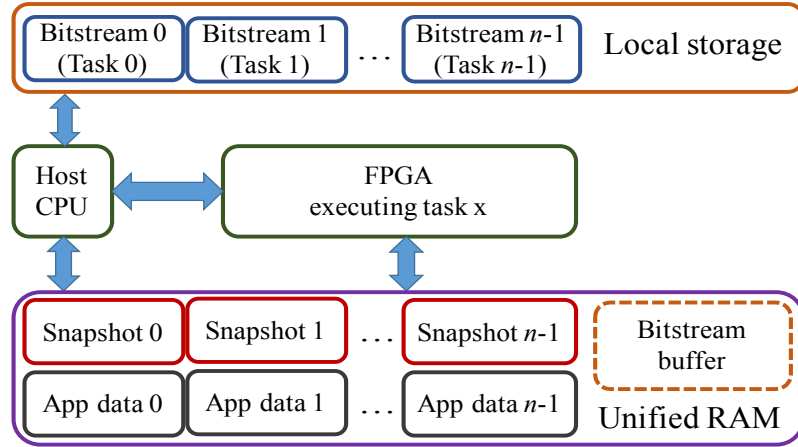 Bitstream 0
(Task 0)
Bitstream 1
(Task 1)
...
Bitstream n-1
(Task n-1)
Local storage
Host
CPU
FPGA
executing task x
Snapshot 0
Snapshot 1
...
Snapshot n-1
Bitstream
buffer
App data 0
App data 1
...
App data n-1
Unified RAM